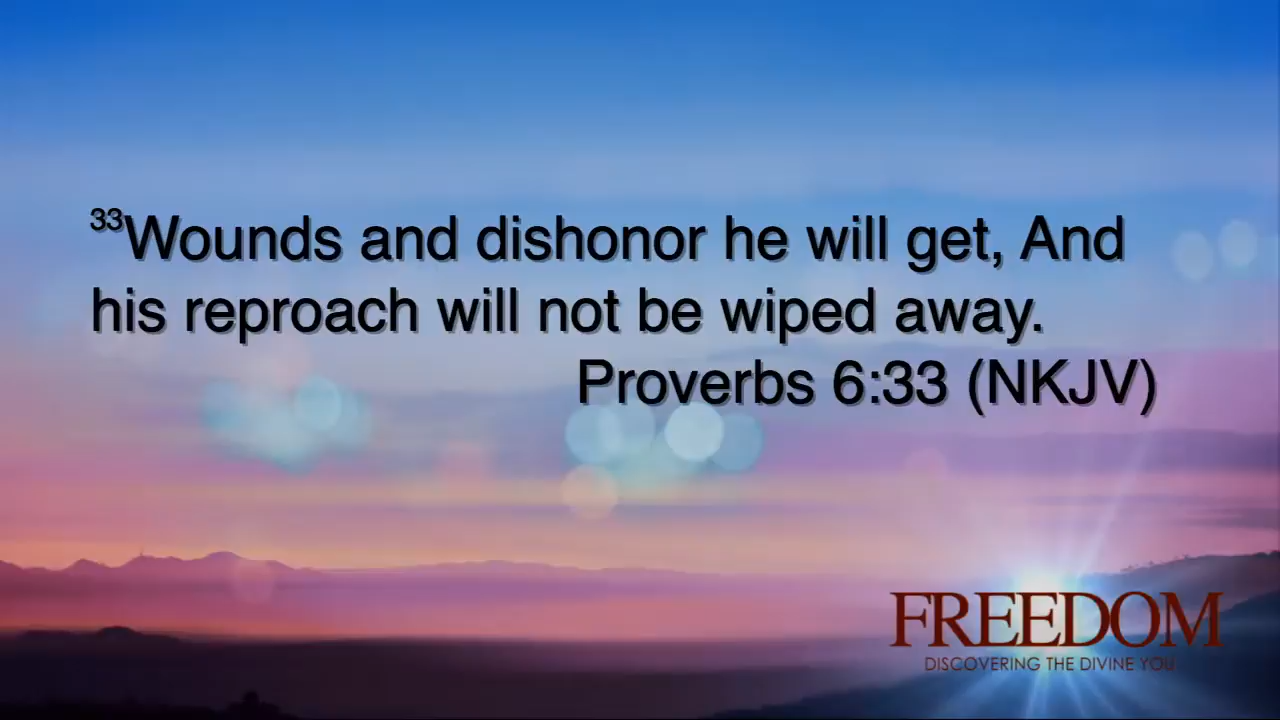 ³³Wounds and dishonor he will get, And
his reproach will not be wiped away.
Proverbs 6:33 (NKJV)
FREEDOM
DISCOVERING THE DIVINE YOU